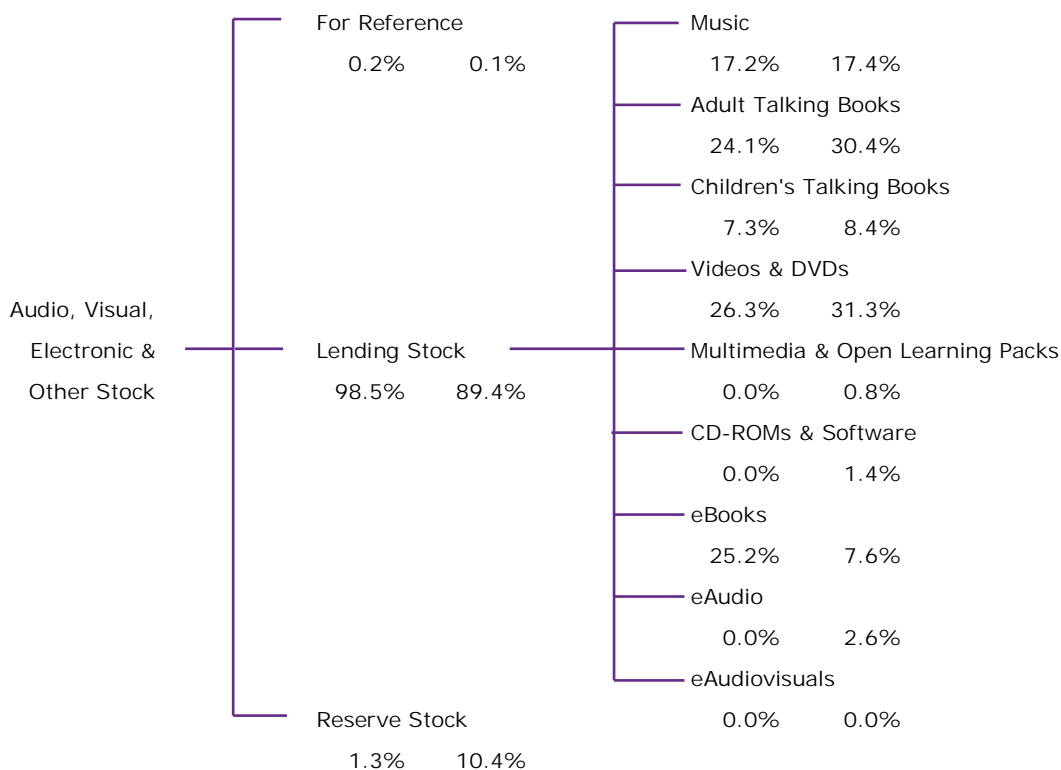 Audio, Visual,
Electronic &
Other Stock
For Reference
0.2% 0.1%
Lending Stock
98.5% 89.4%
Reserve Stock
1.3% 10.4%
Music
17.2% 17.4%
Adult Talking Books
24.1% 30.4%
Children's Talking Books
7.3% 8.4%
Videos & DVDs
26.3% 31.3%
Multimedia & Open Learning Packs
0.0% 0.8%
CD-ROMs & Software
0.0% 1.4%
eBooks
25.2% 7.6%
eAudio
0.0% 2.6%
eAudiovisuals
0.0% 0.0%